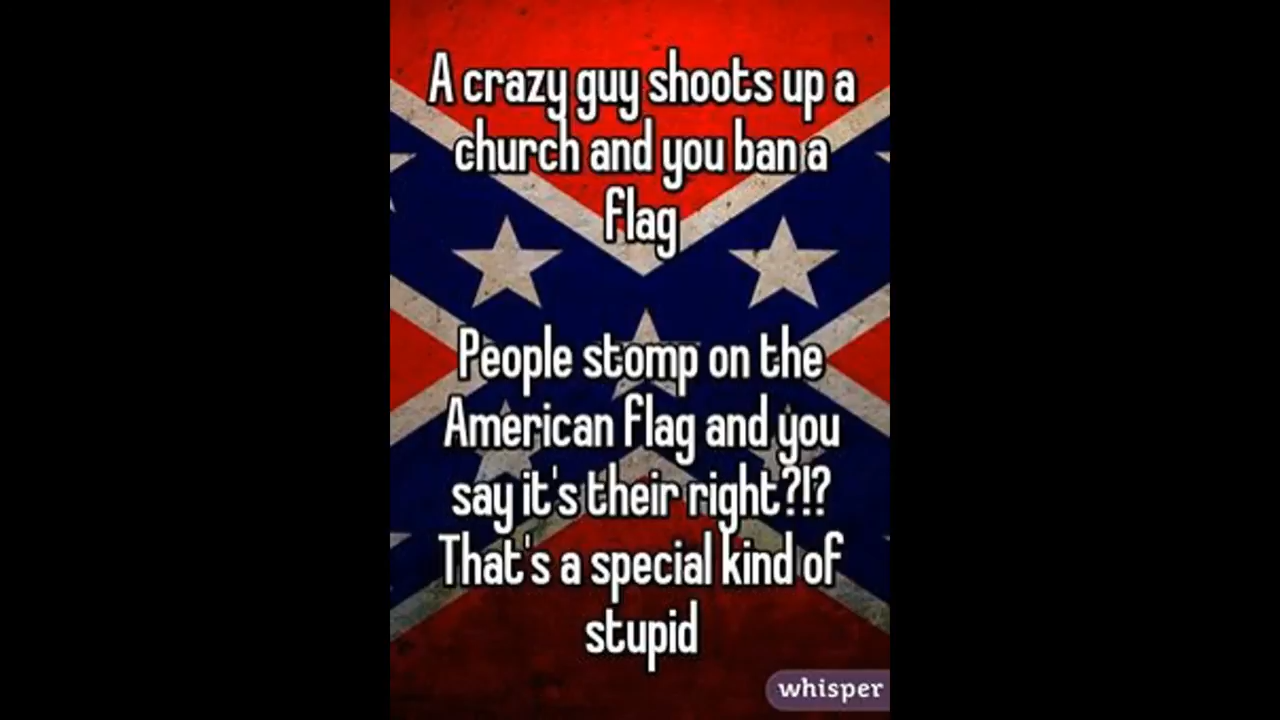 A crazy guy shoots up a
church and you ban a
flag
People stomp on the
American flag and you
say it's their right?!?
That's a special kind of
stupid
whisper